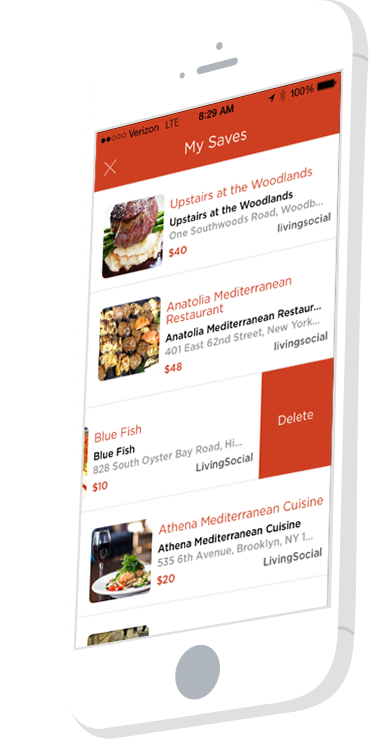 Verizon LTE 8:29 AM 100%
My Saves
Upstairs at the Woodlands
Upstairs at the Woodlands
One Southwoods Road, Woodb...
livingsocial
$40
Anatolia Mediterranean
Restaurant
Anatolia Mediterranean Restaur...
401 East 62nd Street, New York...
livingsocial
$48
Blue Fish
Blue Fish
828 South Oyster Bay Road, Hi...
LivingSocial
$10
Delete
Athena Mediterranean Cuisine
Athena Mediterranean Cuisine
535 6th Avenue, Brooklyn, NY 1...
LivingSocial
$20